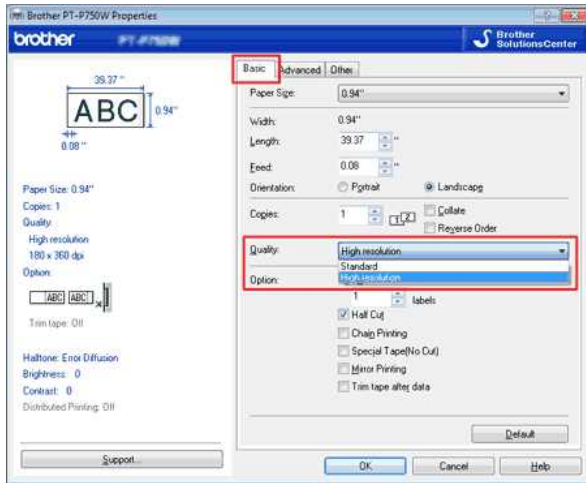 Brother PT-P750W Properties
brother
PT-P750W
Brother
SolutionsCenter
39.37 "
ABC
0.94"
0.08 "
Paper Size: 0.94"
Copies: 1
Quality:
High resolution
180 x 360 dpi
Option:
ABC ABC
Trim tape: Off
Halftone: Error Diffusion
Brightness: 0
Contrast: 0
Distributed Printing: Off
Support...
Basic Advanced Other
Paper Size: 0.94"
Width: 0.94"
Length: 39.37 "
Feed: 0.08 "
Orientation: Portrait Landscape
Copies: 1 1 2 Collate
Reverse Order
Quality: High resolution
Standard
High resolution
Option:
1 labels
Half Cut
Chain Printing
Special Tape(No Cut)
Mirror Printing
Trim tape after data
Default
OK Cancel Help